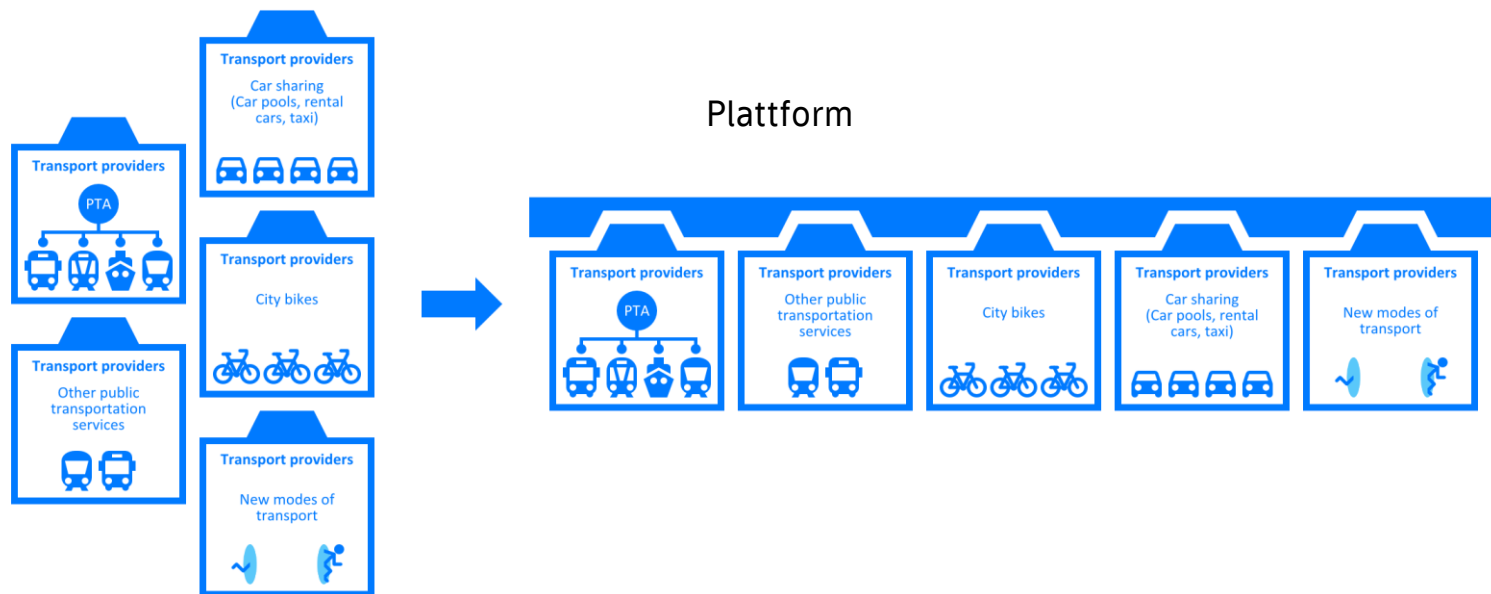 Transport providers
Car sharing
(Car pools, rental
cars, taxi)
Transport providers
PTA
Transport providers
City bikes
Transport providers
Other public
transportation
services
Transport providers
New modes of
transport
Plattform
Transport providers
PTA
Transport providers
Other public
transportation
services
Transport providers
City bikes
Transport providers
Car sharing
(Car pools, rental
cars, taxi)
Transport providers
New modes of
transport